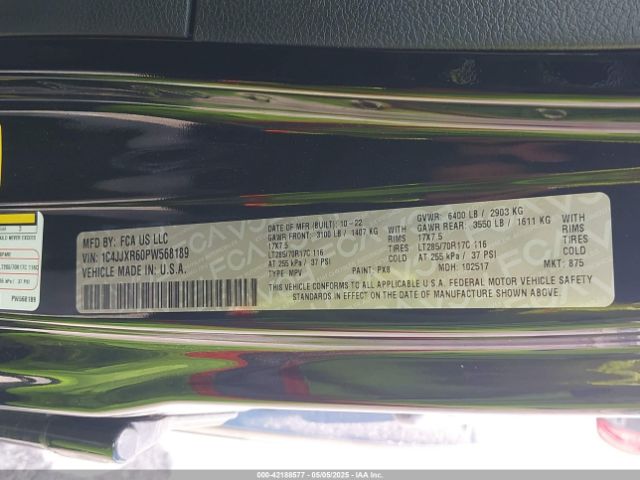 MFD BY: FCA US LLC
VIN: 1C4JJXR60PW568189
VEHICLE MADE IN U.S.A.
DATE OF MFR (BUILT): 10-22
GAWR FRONT: 3100 LB / 1407 KG WITH
17X7.5 RIMS
LT285/70R17C 116 TIRES
AT 255 kPa / 37 PSI
TYPE: MPV PAINT: PX8
GVWR: 6400 LB / 2903 KG
GAWR REAR: 3550 LB / 1611 KG WITH
17X7.5 RIMS
LT285/70R17C 116 TIRES
AT 255 kPa / 37 PSI
MDH: 102517 MKT: 875
THIS VEHICLE CONFORMS TO ALL APPLICABLE U.S.A. FEDERAL MOTOR VEHICLE SAFETY
STANDARDS IN EFFECT ON THE DATE OF MANUFACTURE SHOWN ABOVE.
3
PW568189
000-42188577 - 05/05/2025 - IAAI.COM